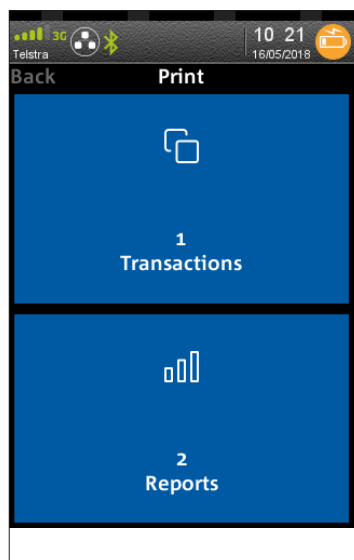 3G
10 21
Telstra
16/05/2018
Back
Print
1
Transactions
2
Reports